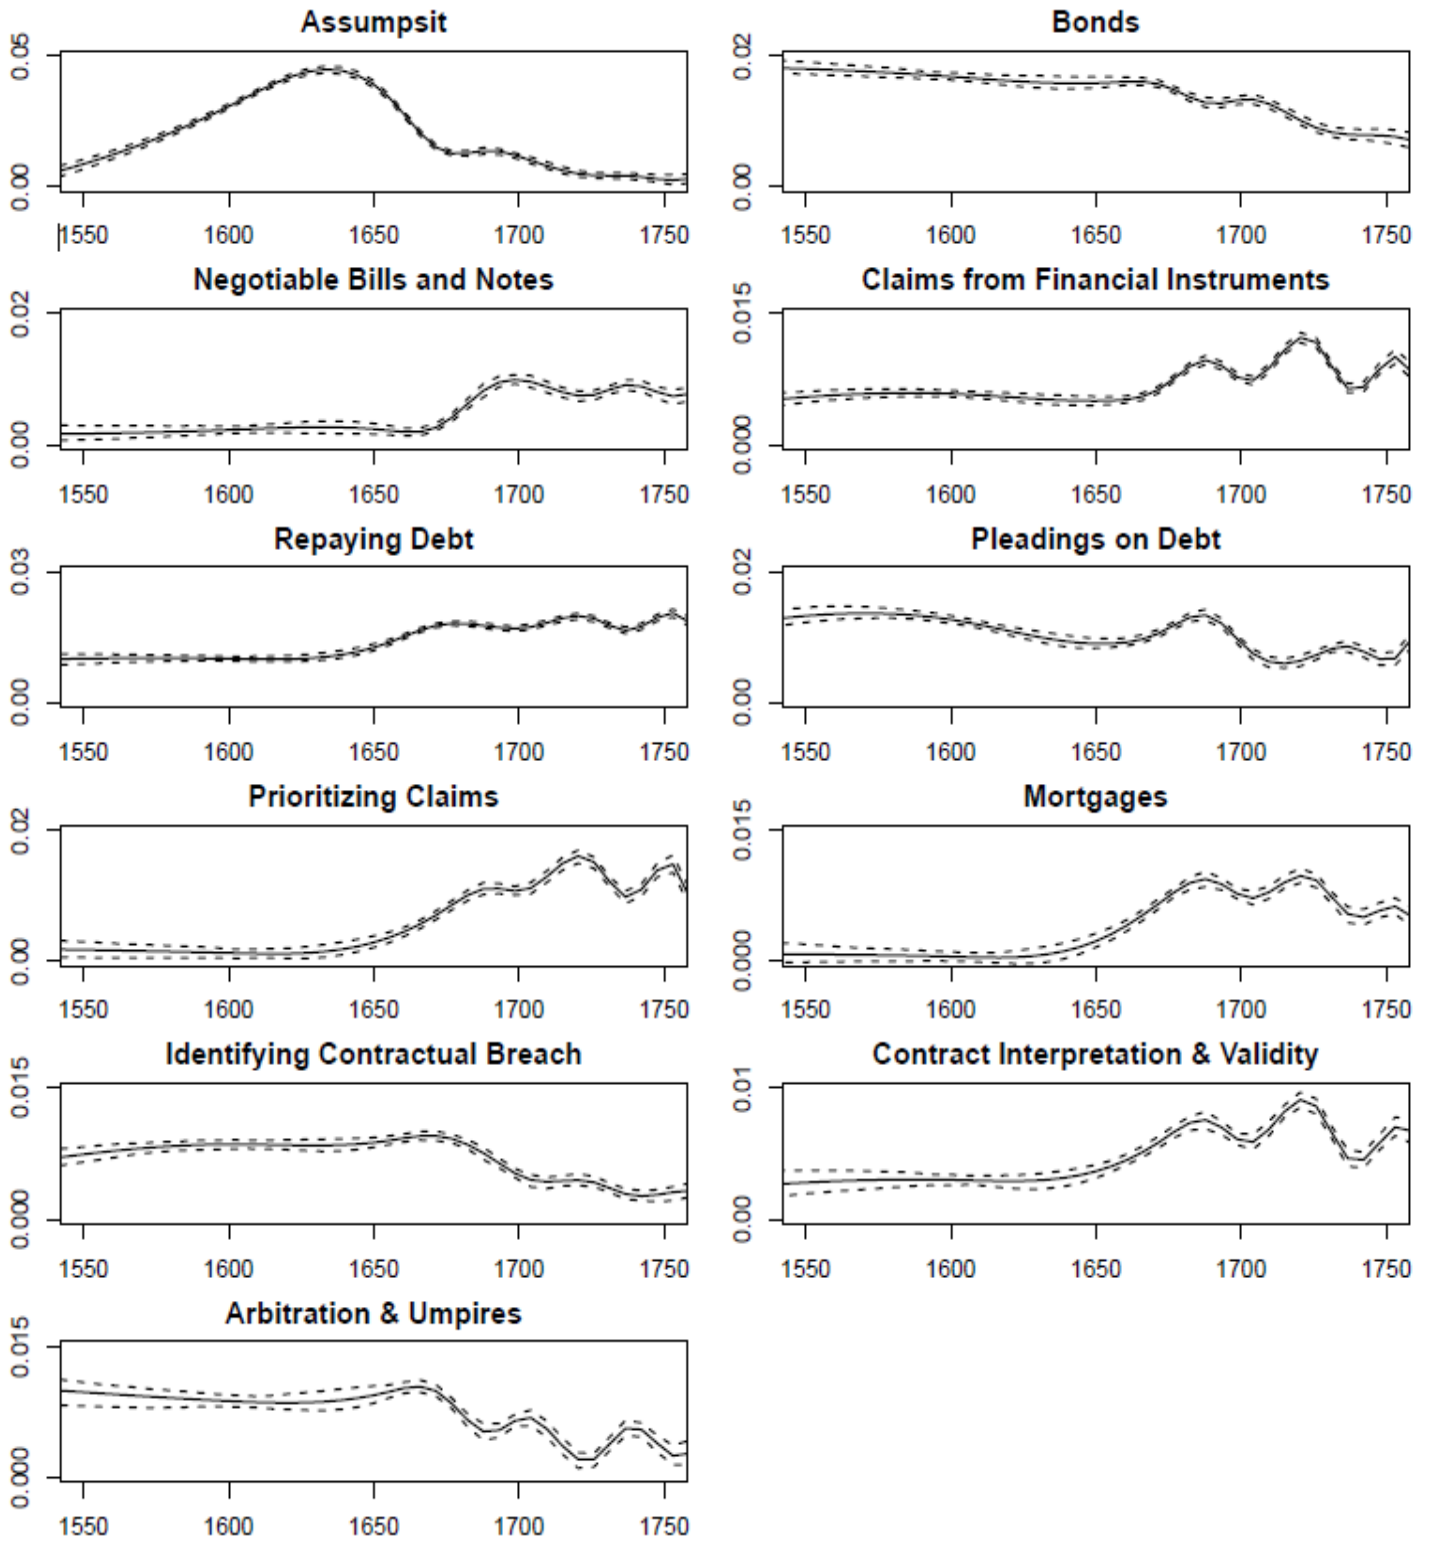 Assumpsit
0.05
0.00
1550 1600 1650 1700 1750
Bonds
0.02
0.00
1550 1600 1650 1700 1750
Negotiable Bills and Notes
0.02
0.00
1550 1600 1650 1700 1750
Claims from Financial Instruments
0.015
0.000
1550 1600 1650 1700 1750
Repaying Debt
0.03
0.00
1550 1600 1650 1700 1750
Pleadings on Debt
0.02
0.00
1550 1600 1650 1700 1750
Prioritizing Claims
0.02
0.00
1550 1600 1650 1700 1750
Mortgages
0.015
0.000
1550 1600 1650 1700 1750
Identifying Contractual Breach
0.015
0.000
1550 1600 1650 1700 1750
Contract Interpretation & Validity
0.01
0.00
1550 1600 1650 1700 1750
Arbitration & Umpires
0.015
0.000
1550 1600 1650 1700 1750